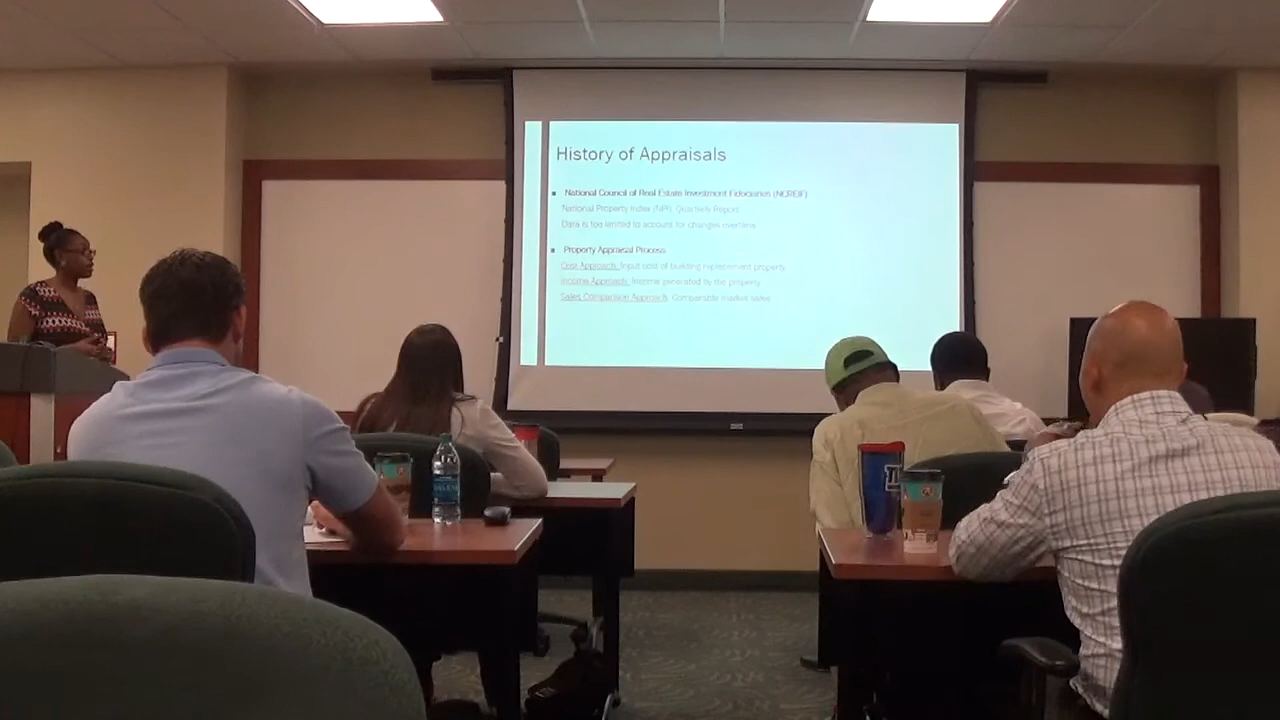 History of Appraisals
National Council of Real Estate Investment Fiduciaries (NCREIF)
National Property Index (NPI), Quarterly Report
Data is too limited to account for changes overtime
Property Appraisal Process
Cost Approach: Input cost of building replacement property
Income Approach: Income generated by the property
Sales Comparison Approach: Comparable market sales